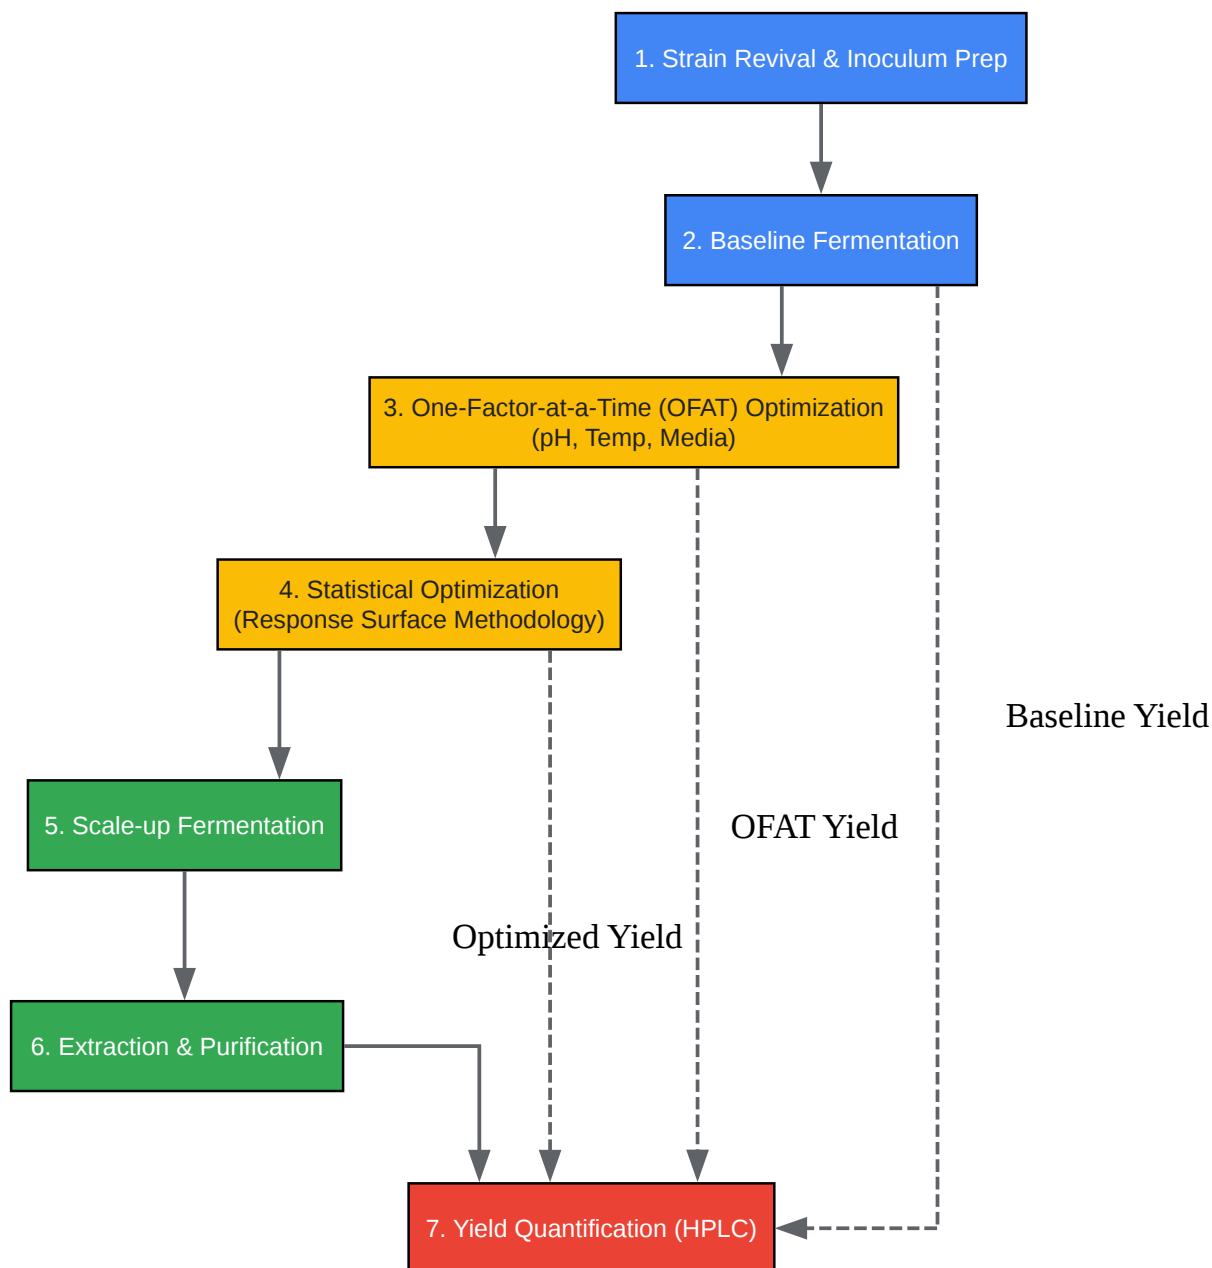 1. Strain Revival & Inoculum Prep
2. Baseline Fermentation
3. One-Factor-at-a-Time (OFAT) Optimization
(pH, Temp, Media)
4. Statistical Optimization
(Response Surface Methodology)
Baseline Yield
5. Scale-up Fermentation
OFAT Yield
Optimized Yield
6. Extraction & Purification
7. Yield Quantification (HPLC)